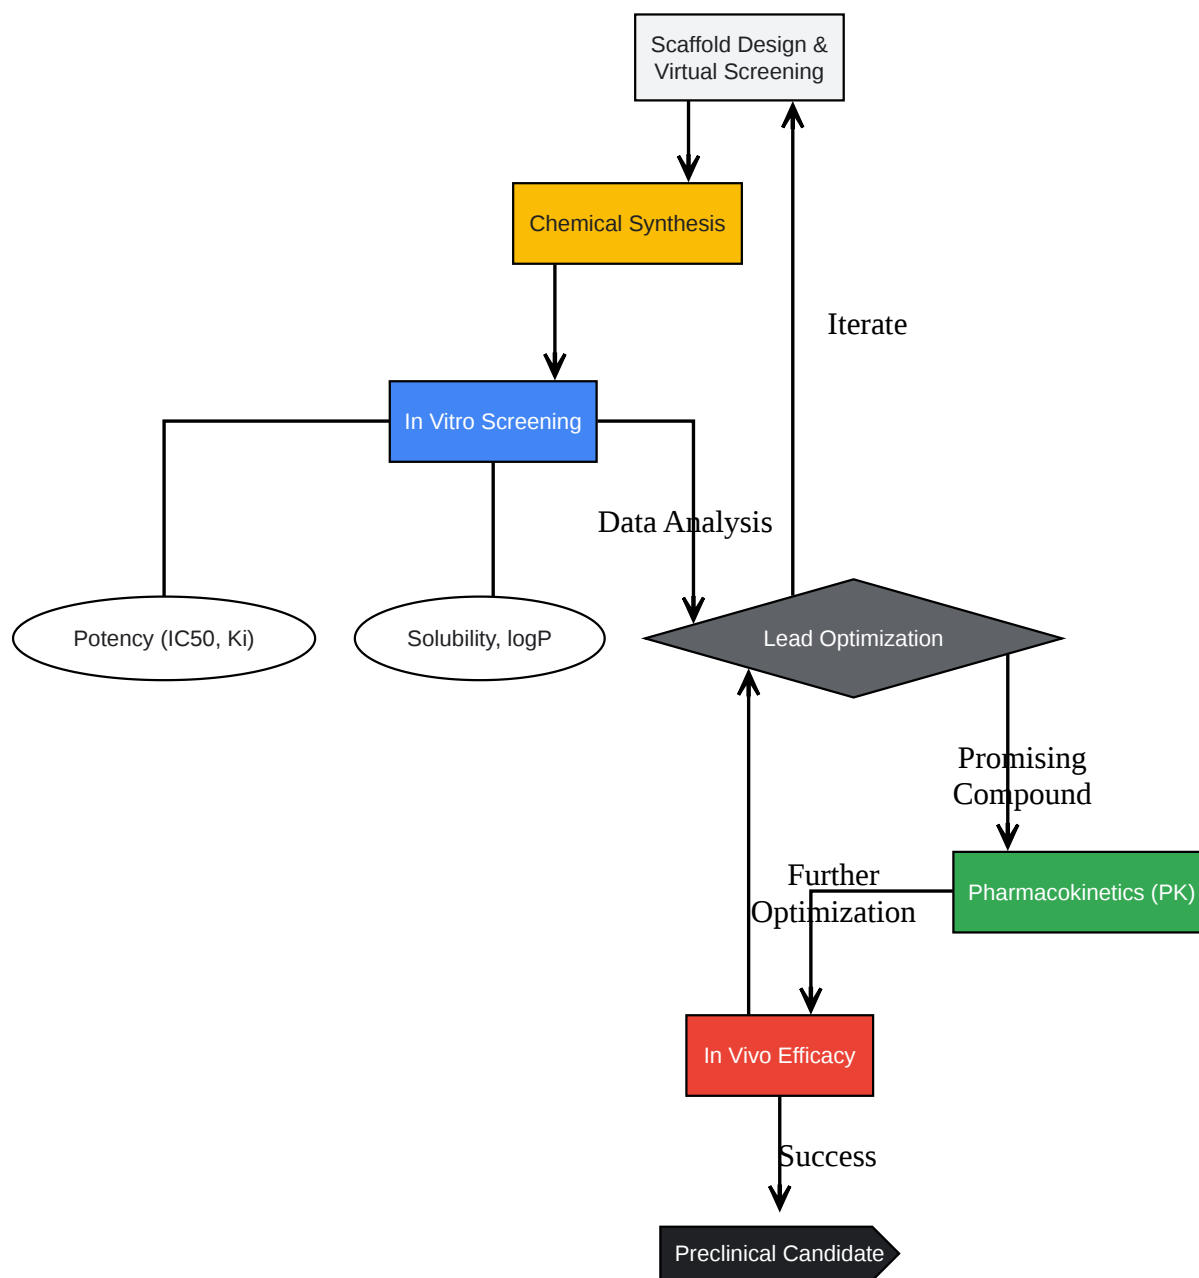 Scaffold Design &
Virtual Screening
Chemical Synthesis
Iterate
In Vitro Screening
Data Analysis
Potency (IC50, Ki)
Solubility, logP
Lead Optimization
Promising
Compound
Further
Optimization
Pharmacokinetics (PK)
In Vivo Efficacy
Success
Preclinical Candidate